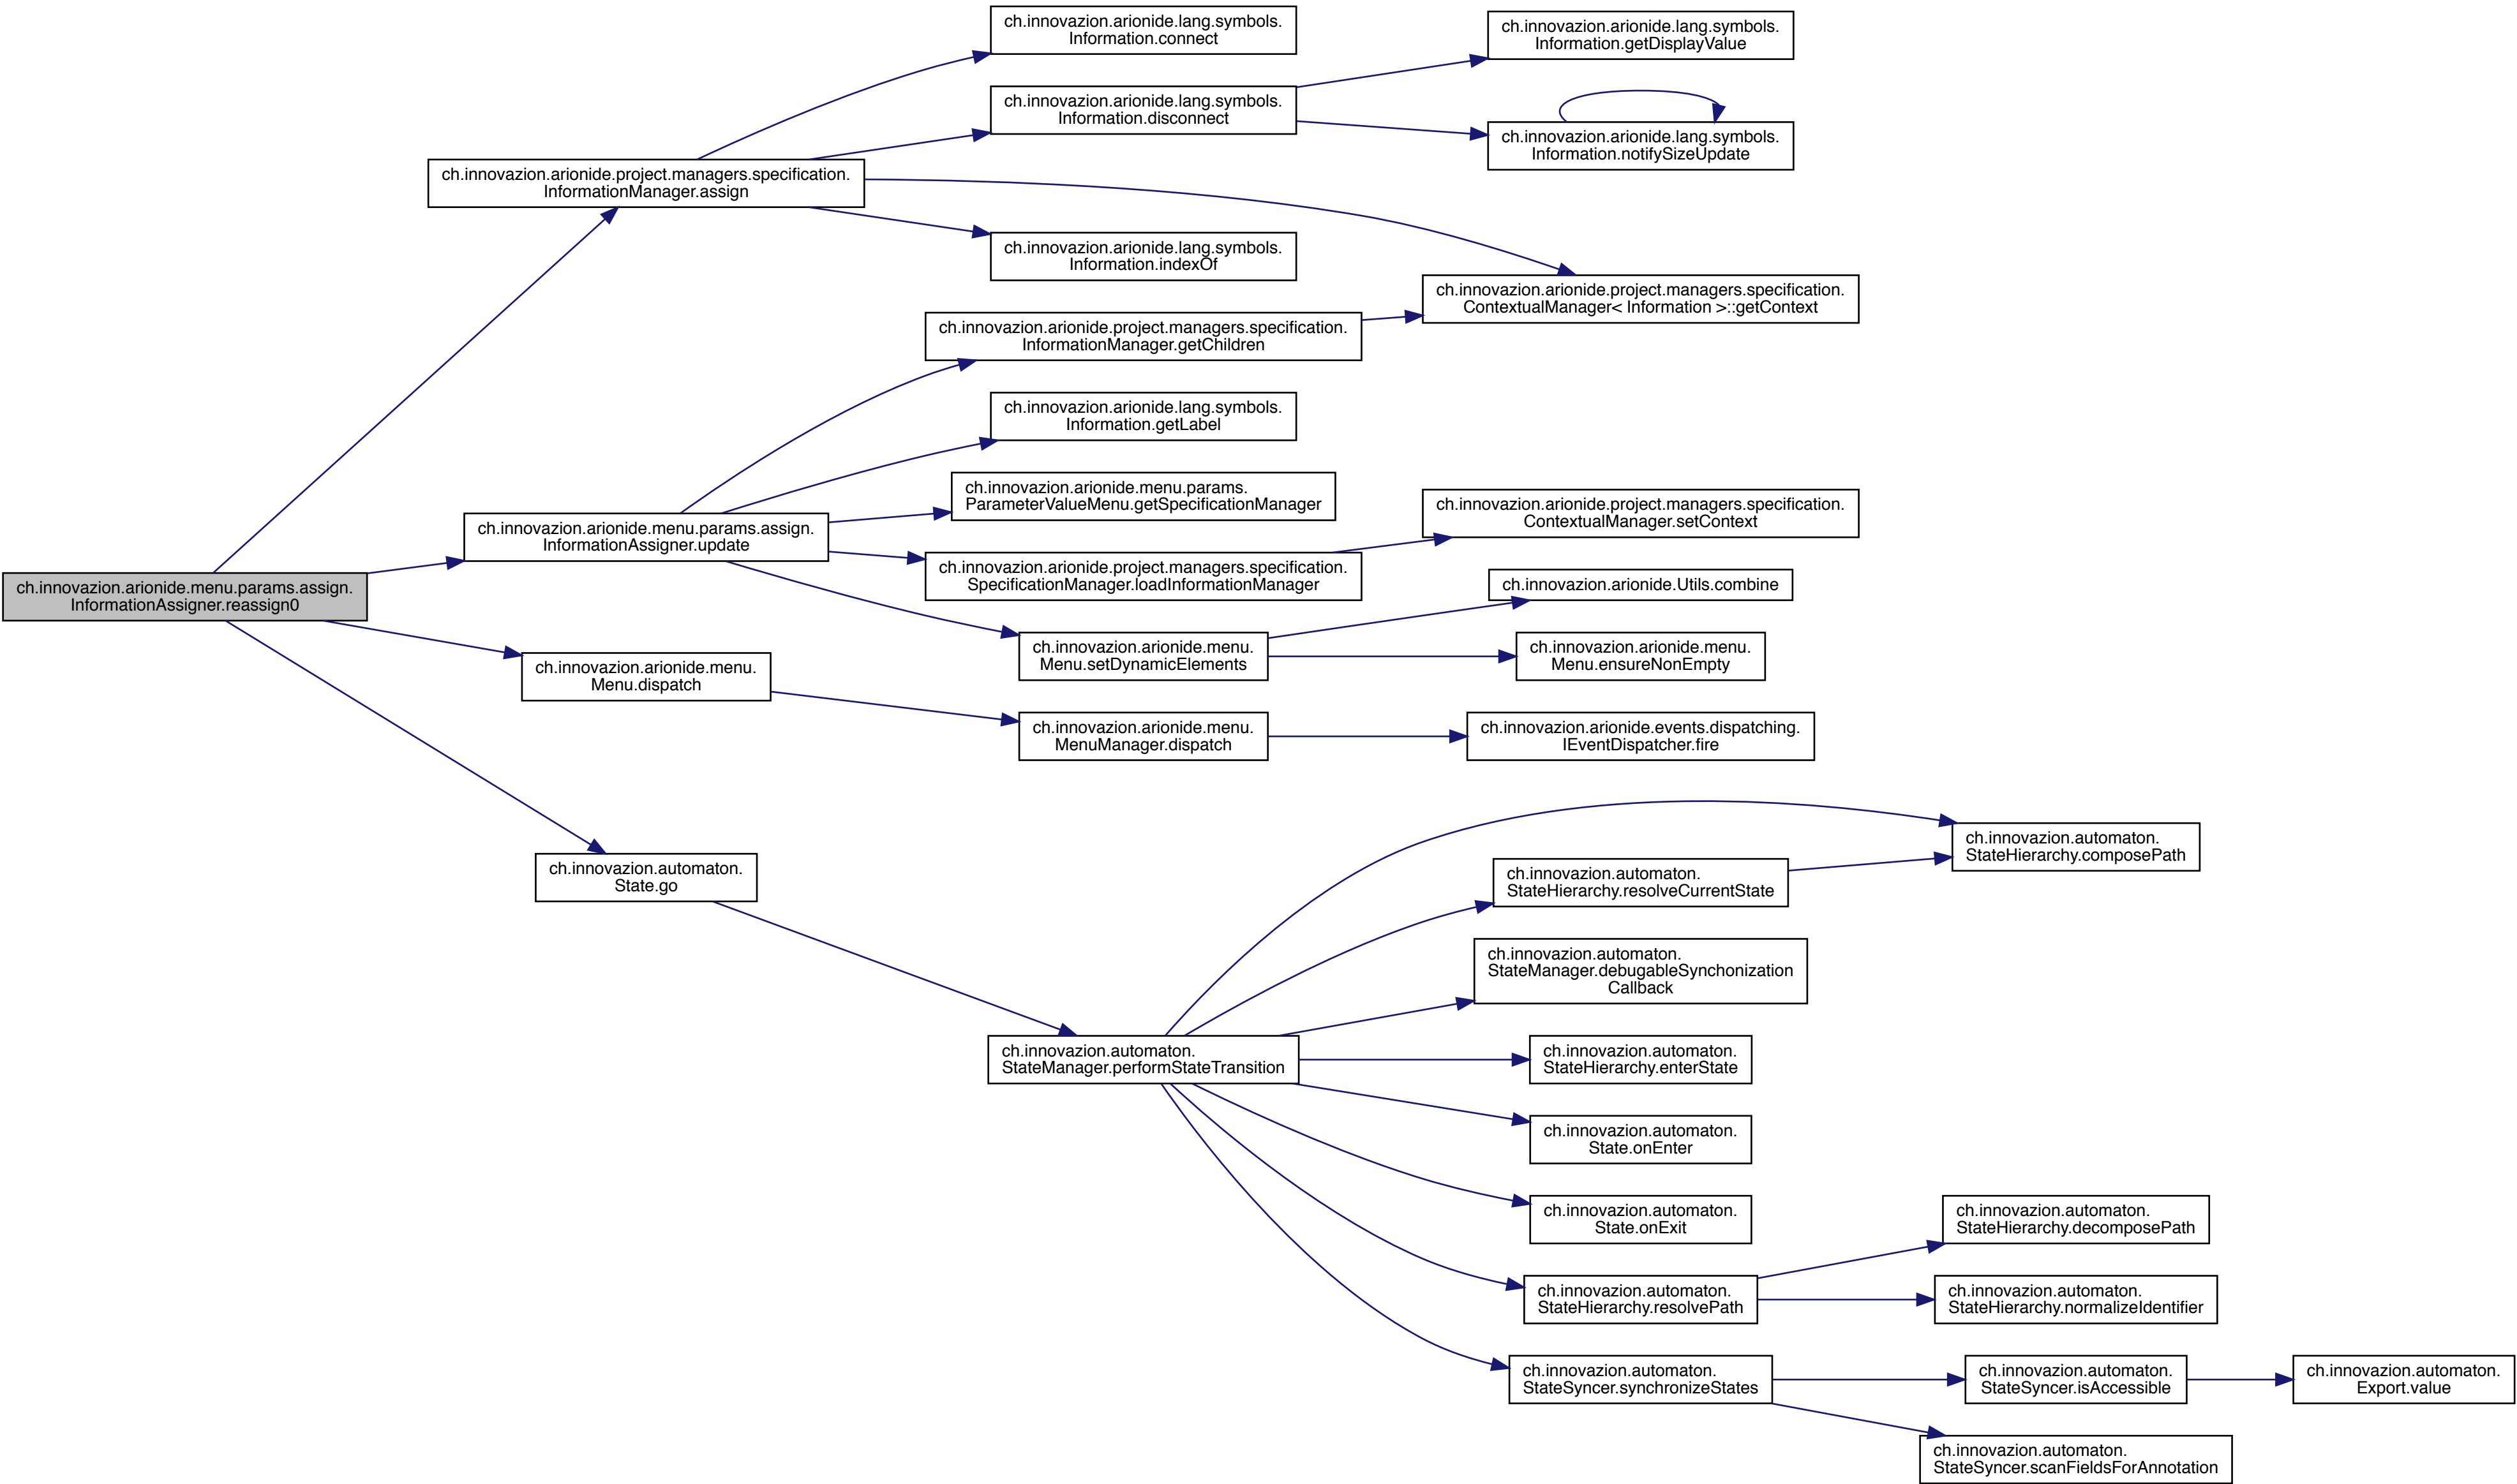 ch.innovazion.arionide.lang.symbols.
Information.connect
ch.innovazion.arionide.lang.symbols.
Information.getDisplayValue
ch.innovazion.arionide.lang.symbols.
Information.disconnect
ch.innovazion.arionide.lang.symbols.
Information.notifySizeUpdate
ch.innovazion.arionide.project.managers.specification.
InformationManager.assign
ch.innovazion.arionide.lang.symbols.
Information.indexOf
ch.innovazion.arionide.project.managers.specification.
ContextualManager< Information >::getContext
ch.innovazion.arionide.project.managers.specification.
InformationManager.getChildren
ch.innovazion.arionide.lang.symbols.
Information.getLabel
ch.innovazion.arionide.menu.params.
ParameterValueMenu.getSpecificationManager
ch.innovazion.arionide.project.managers.specification.
ContextualManager.setContext
ch.innovazion.arionide.menu.params.assign.
InformationAssigner.update
ch.innovazion.arionide.project.managers.specification.
SpecificationManager.loadInformationManager
ch.innovazion.arionide.Utils.combine
ch.innovazion.arionide.menu.params.assign.
InformationAssigner.reassign0
ch.innovazion.arionide.menu.
Menu.setDynamicElements
ch.innovazion.arionide.menu.
Menu.ensureNonEmpty
ch.innovazion.arionide.menu.
Menu.dispatch
ch.innovazion.arionide.menu.
MenuManager.dispatch
ch.innovazion.arionide.events.dispatching.
IEventDispatcher.fire
ch.innovazion.automaton.
StateHierarchy.composePath
ch.innovazion.automaton.
State.go
ch.innovazion.automaton.
StateHierarchy.resolveCurrentState
ch.innovazion.automaton.
StateManager.debugableSynchonization
Callback
ch.innovazion.automaton.
StateManager.performStateTransition
ch.innovazion.automaton.
StateHierarchy.enterState
ch.innovazion.automaton.
State.onEnter
ch.innovazion.automaton.
State.onExit
ch.innovazion.automaton.
StateHierarchy.decomposePath
ch.innovazion.automaton.
StateHierarchy.resolvePath
ch.innovazion.automaton.
StateHierarchy.normalizeIdentifier
ch.innovazion.automaton.
StateSyncer.synchronizeStates
ch.innovazion.automaton.
StateSyncer.isAccessible
ch.innovazion.automaton.
Export.value
ch.innovazion.automaton.
StateSyncer.scanFieldsForAnnotation